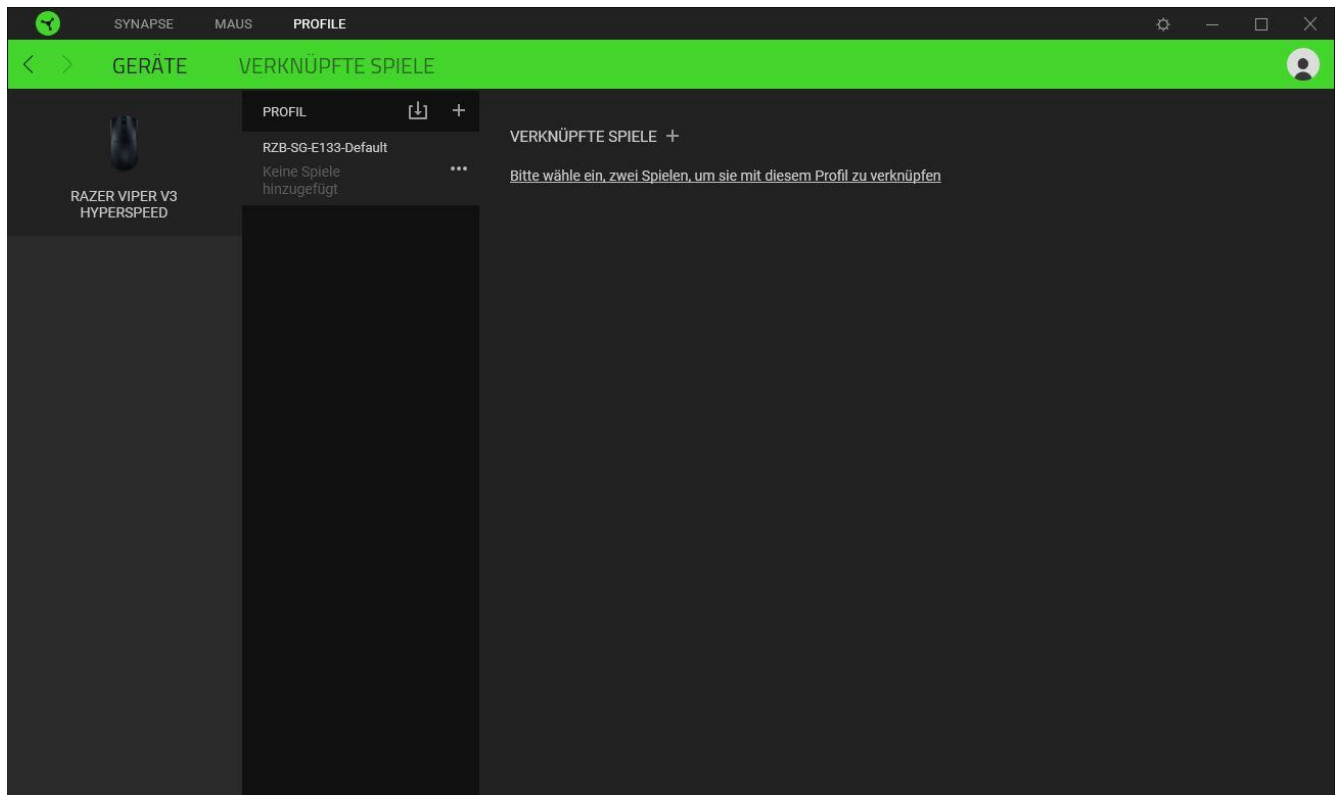 SYNAPSE MAUS PROFILE
GERÄTE VERKNÜPFTE SPIELE
RAZER VIPER V3
HYPERSPEED
PROFIL
RZB-SG-E133-Default
Keine Spiele
hinzugefügt
VERKNÜPFTE SPIELE
Bitte wähle ein, zwei Spielen, um sie mit diesem Profil zu verknüpfen